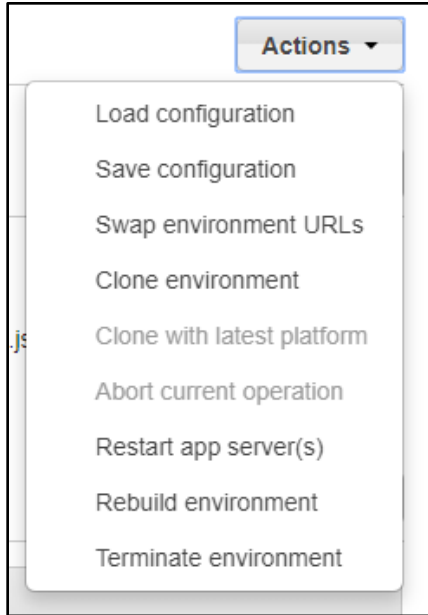 Actions
Load configuration
Save configuration
Swap environment URLs
Clone environment
Clone with latest platform
.js
Abort current operation
Restart app server(s)
Rebuild environment
Terminate environment